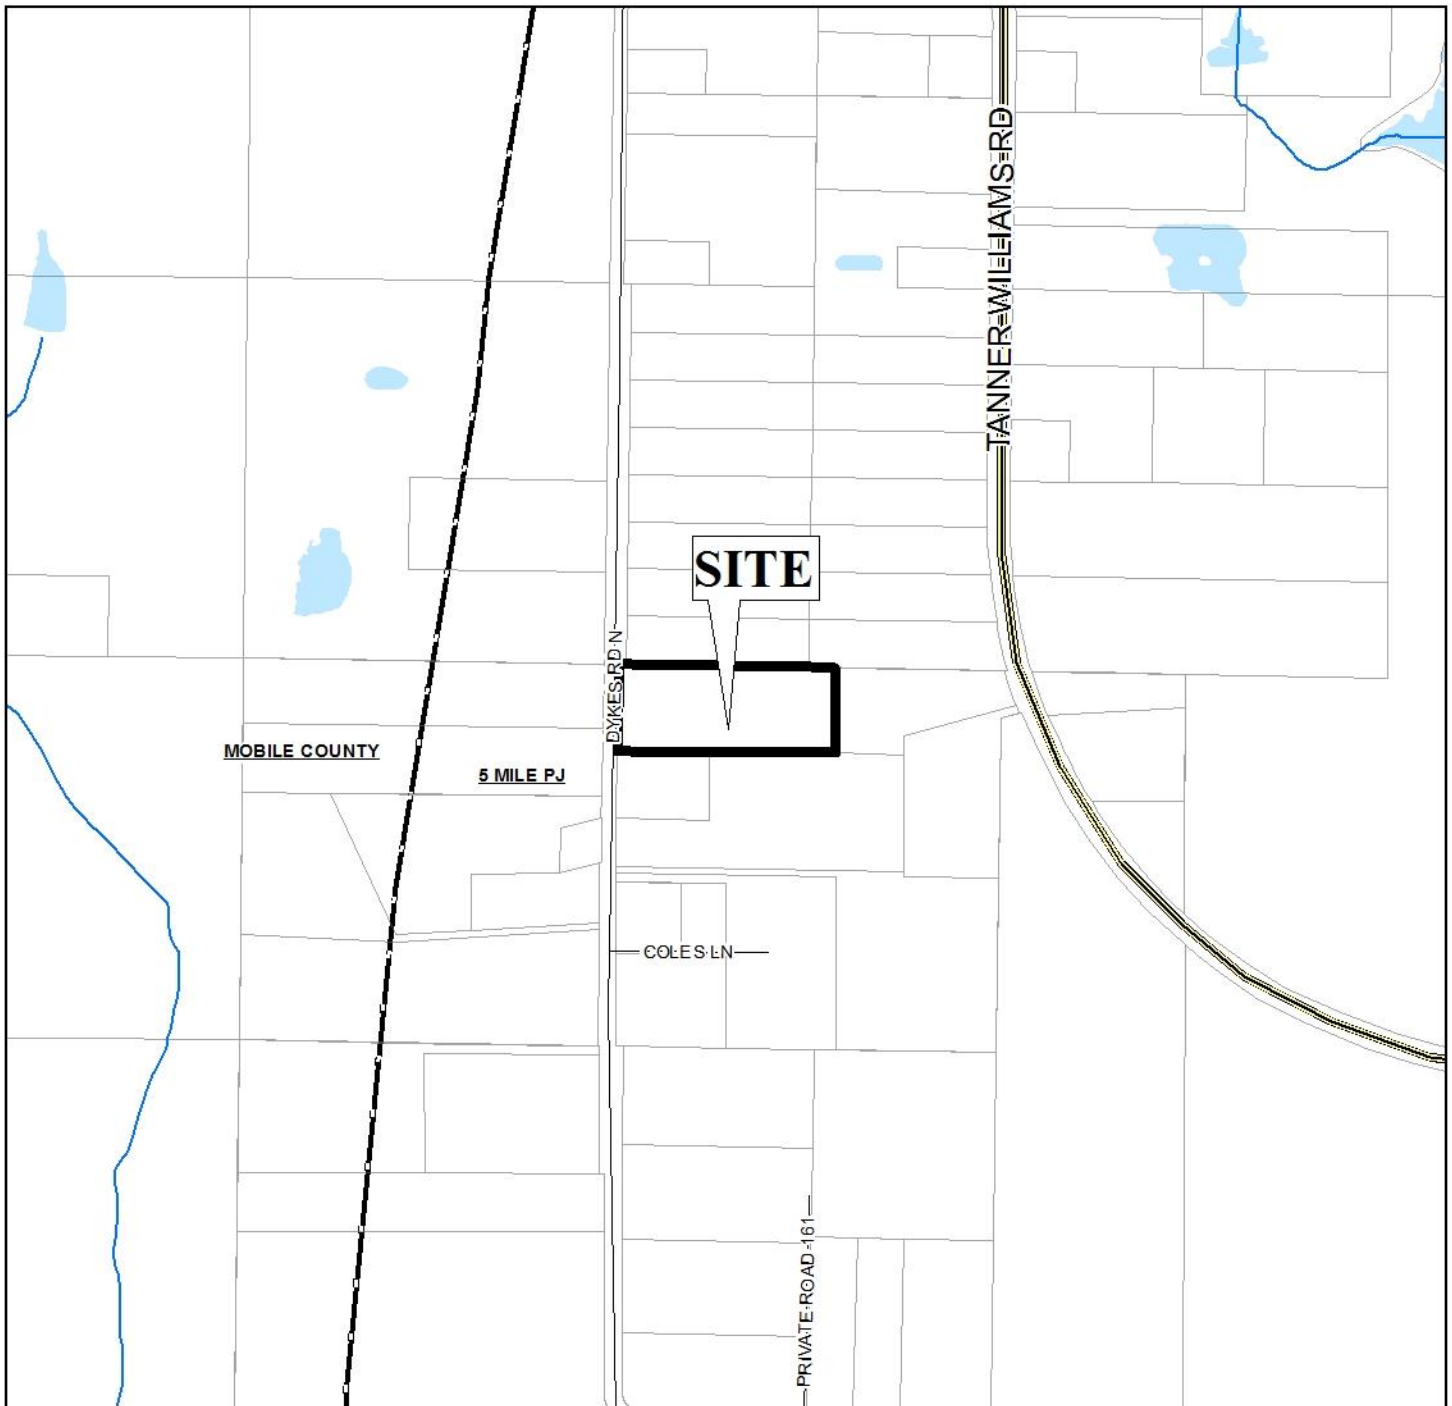 TANNER WILLIAMS RD
SITE
DYKES RD N
MOBILE COUNTY
5 MILE PJ
COLES LN
PRIVATE ROAD 161